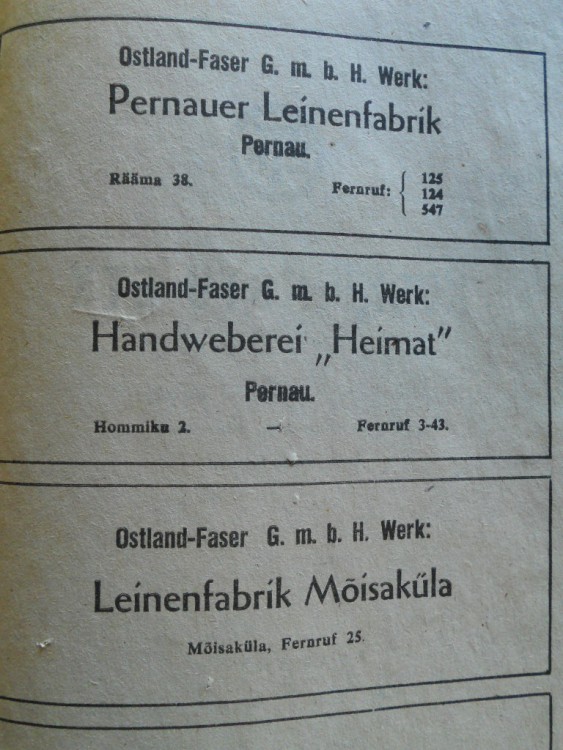 Ostland-Faser G. m. b. H. Werk:
Pernauer Leinenfabrik
Pernau.
Rääma 38. Fernruf: { 125
124
547
Ostland-Faser G. m. b. H. Werk:
Handweberei „Heimat”
Pernau.
Hommiku 2. — Fernruf 3-43.
Ostland-Faser G. m. b. H. Werk:
Leinenfabrik Mõisaküla
Mõisaküla, Fernruf 25.